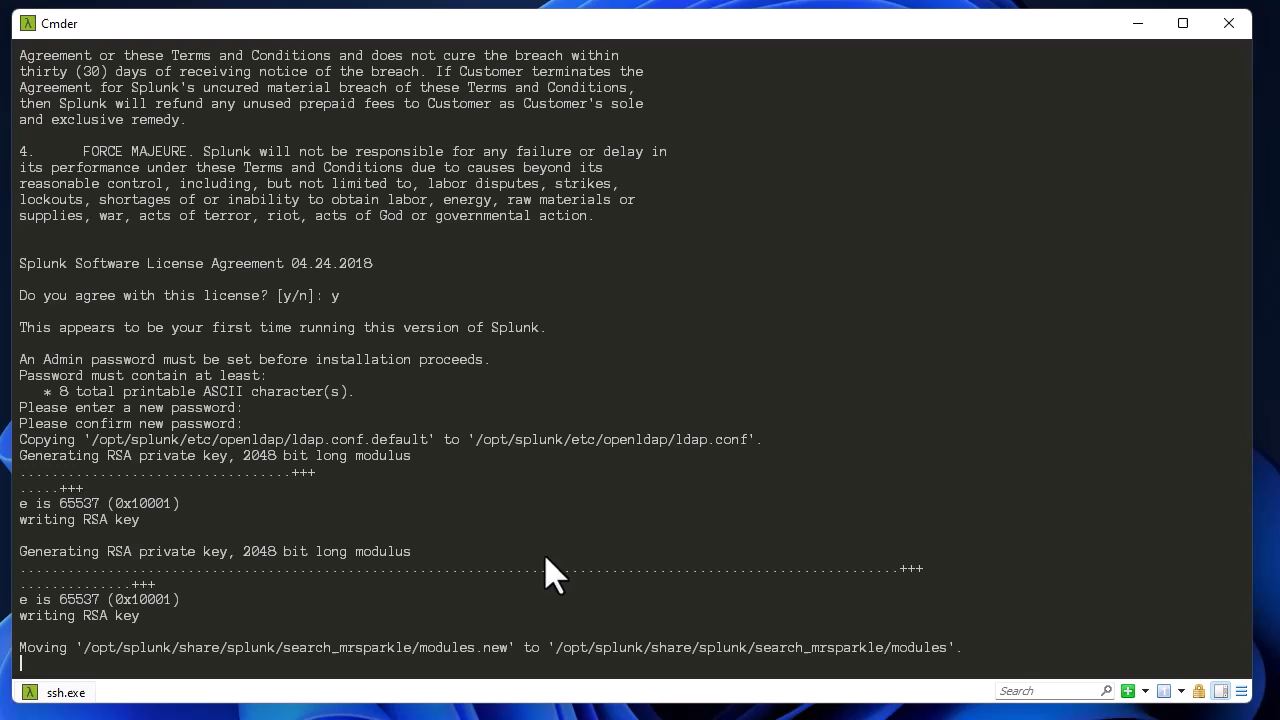 Cmder
Agreement or these Terms and Conditions and does not cure the breach within
thirty (30) days of receiving notice of the breach. If Customer terminates the
Agreement for Splunk's uncured material breach of these Terms and Conditions,
then Splunk will refund any unused prepaid fees to Customer as Customer's sole
and exclusive remedy.
4.      FORCE MAJEURE. Splunk will not be responsible for any failure or delay in
its performance under these Terms and Conditions due to causes beyond its
reasonable control, including, but not limited to, labor disputes, strikes,
lockouts, shortages of or inability to obtain labor, energy, raw materials or
supplies, war, acts of terror, riot, acts of God or governmental action.
Splunk Software License Agreement 04.24.2018
Do you agree with this license? [y/n]: y
This appears to be your first time running this version of Splunk.
An Admin password must be set before installation proceeds.
Password must contain at least:
   * 8 total printable ASCII character(s).
Please enter a new password:
Please confirm new password:
Copying '/opt/splunk/etc/openldap/ldap.conf.default' to '/opt/splunk/etc/openldap/ldap.conf'.
Generating RSA private key, 2048 bit long modulus
..................................+++
.....+++
e is 65537 (0x10001)
writing RSA key
Generating RSA private key, 2048 bit long modulus
..............................................................................................................+++
..............+++
e is 65537 (0x10001)
writing RSA key
Moving '/opt/splunk/share/splunk/search_mrsparkle/modules.new' to '/opt/splunk/share/splunk/search_mrsparkle/modules'.
ssh.exe
Search